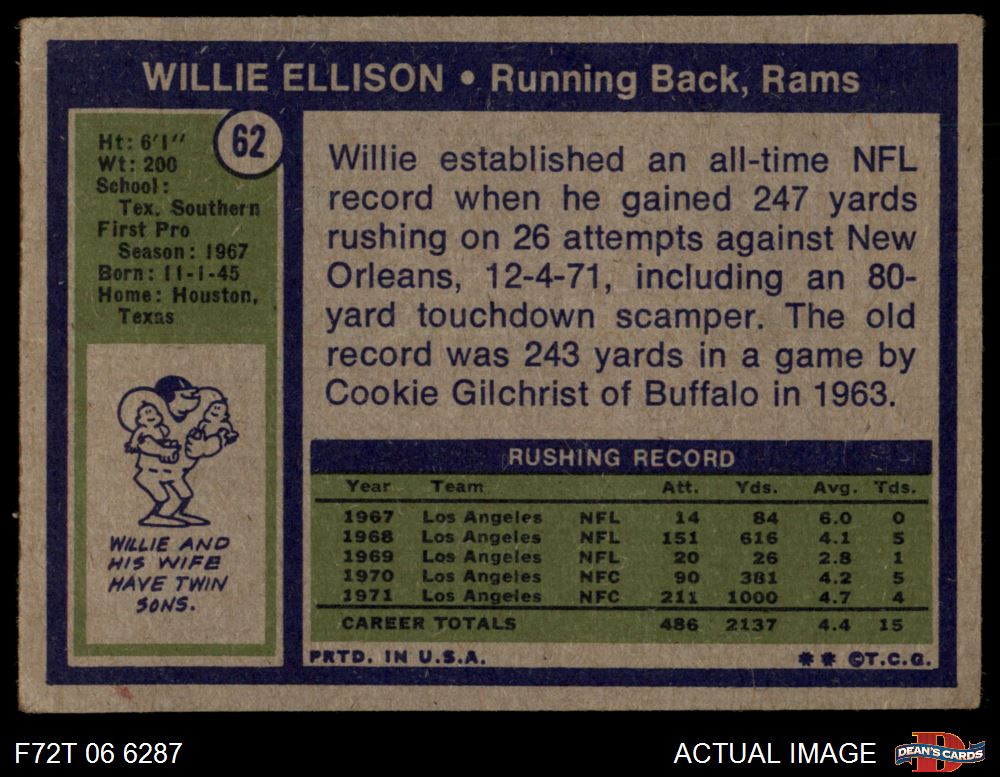 WILLIE ELLISON • Running Back, Rams
62
Ht: 6'1"
Wt: 200
School:
Tex. Southern
First Pro
Season: 1967
Born: 11-1-45
Home: Houston,
Texas
WILLIE AND
HIS WIFE
HAVE TWIN
SONS.
Willie established an all-time NFL
record when he gained 247 yards
rushing on 26 attempts against New
Orleans, 12-4-71, including an 80-
yard touchdown scamper. The old
record was 243 yards in a game by
Cookie Gilchrist of Buffalo in 1963.
RUSHING RECORD
Year Team Att. Yds. Avg. Tds.
1967 Los Angeles NFL 14 84 6.0 0
1968 Los Angeles NFL 151 616 4.1 5
1969 Los Angeles NFL 20 26 2.8 1
1970 Los Angeles NFC 90 381 4.2 5
1971 Los Angeles NFC 211 1000 4.7 4
CAREER TOTALS 486 2137 4.4 15
PRTD. IN U.S.A. ** ©T.C.G.
F72T 06 6287 ACTUAL IMAGE DEAN'S CARDS